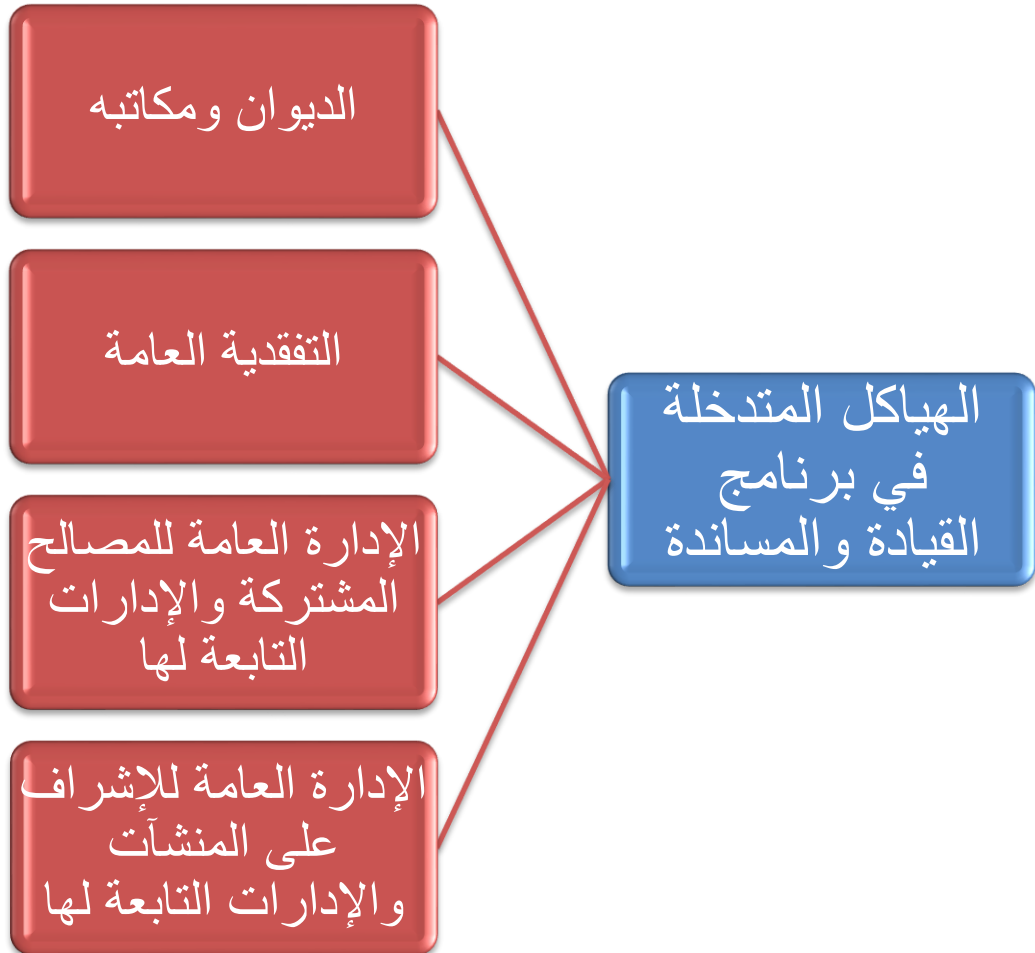 الهياكل المتدخلة
في برنامج
القيادة والمساندة
الديوان ومكاتبه
التفقدية العامة
الإدارة العامة للمصالح
المشتركة والإدارات
التابعة لها
الإدارة العامة للإشراف
على المنشآت
والإدارات التابعة لها